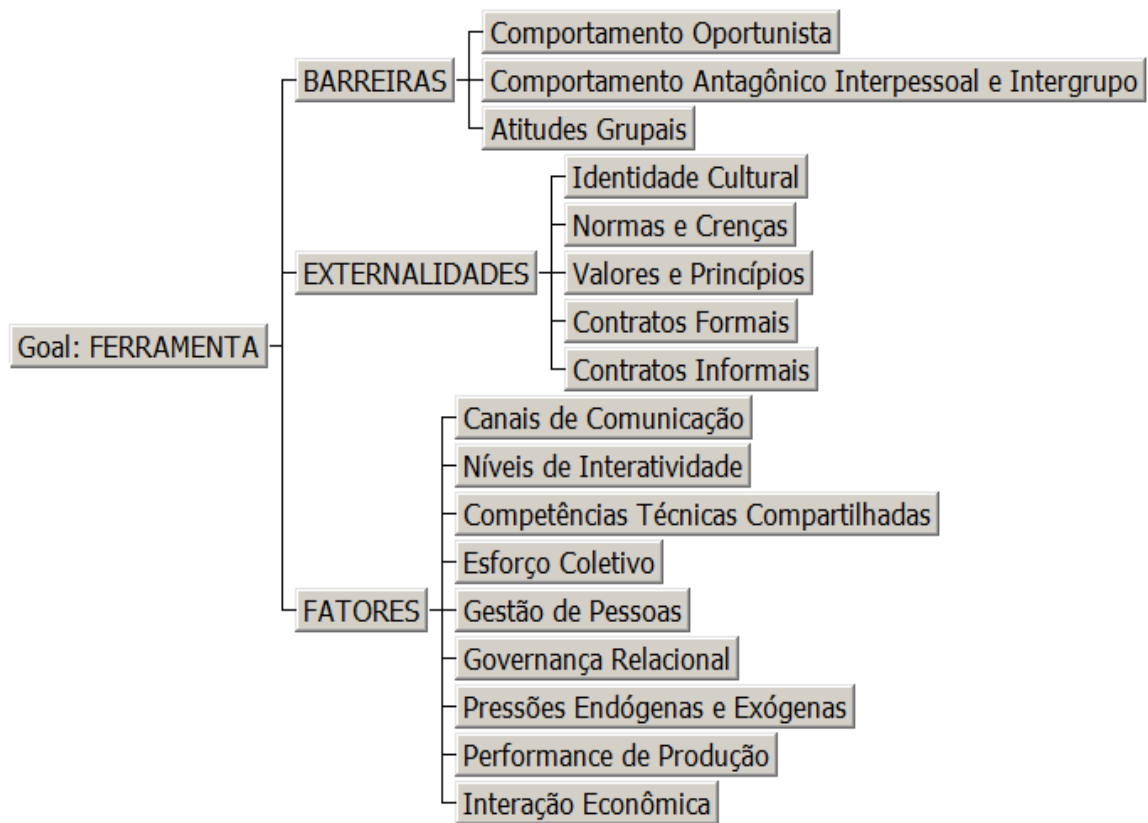 Goal: FERRAMENTA
BARREIRAS
Comportamento Oportunista
Comportamento Antagônico Interpessoal e Intergrupo
Atitudes Grupais
EXTERNALIDADES
Identidade Cultural
Normas e Crenças
Valores e Princípios
Contratos Formais
Contratos Informais
FATORES
Canais de Comunicação
Níveis de Interatividade
Competências Técnicas Compartilhadas
Esforço Coletivo
Gestão de Pessoas
Governança Relacional
Pressões Endógenas e Exógenas
Performance de Produção
Interação Econômica